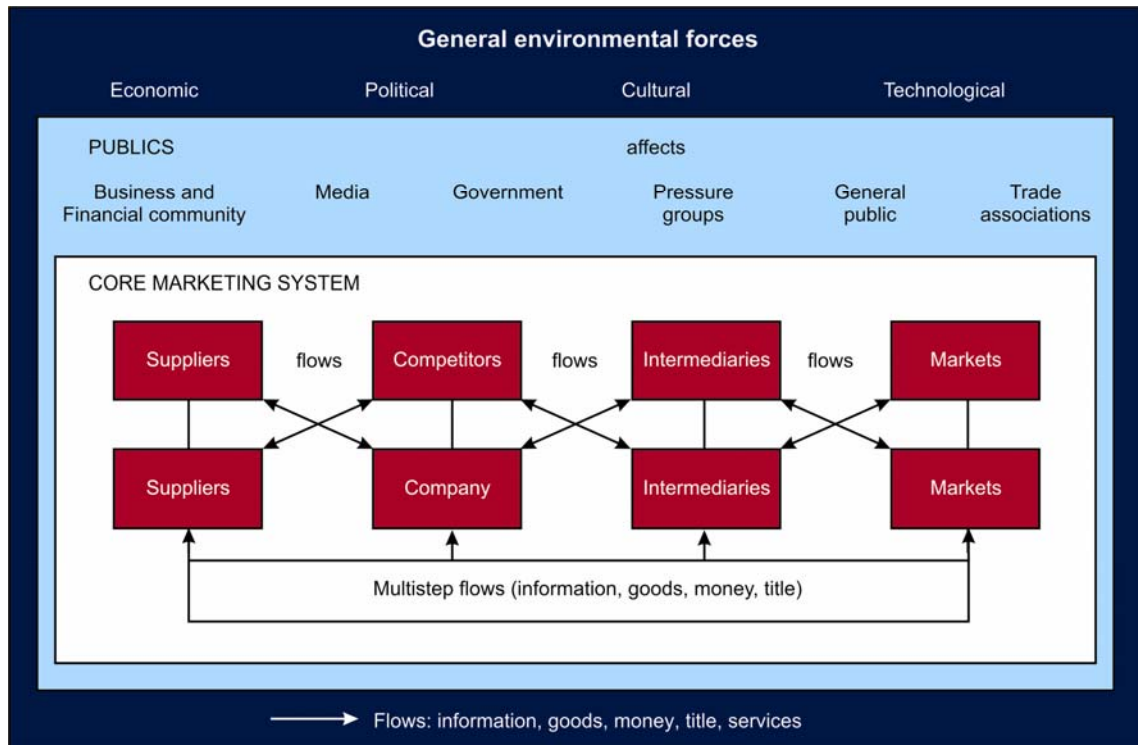 General environmental forces
Economic Political Cultural Technological
PUBLICS affects
Business and Financial community Media Government Pressure groups General public Trade associations
CORE MARKETING SYSTEM
Suppliers flows Competitors flows Intermediaries flows Markets
Suppliers Company Intermediaries Markets
Multistep flows (information, goods, money, title)
Flows: information, goods, money, title, services